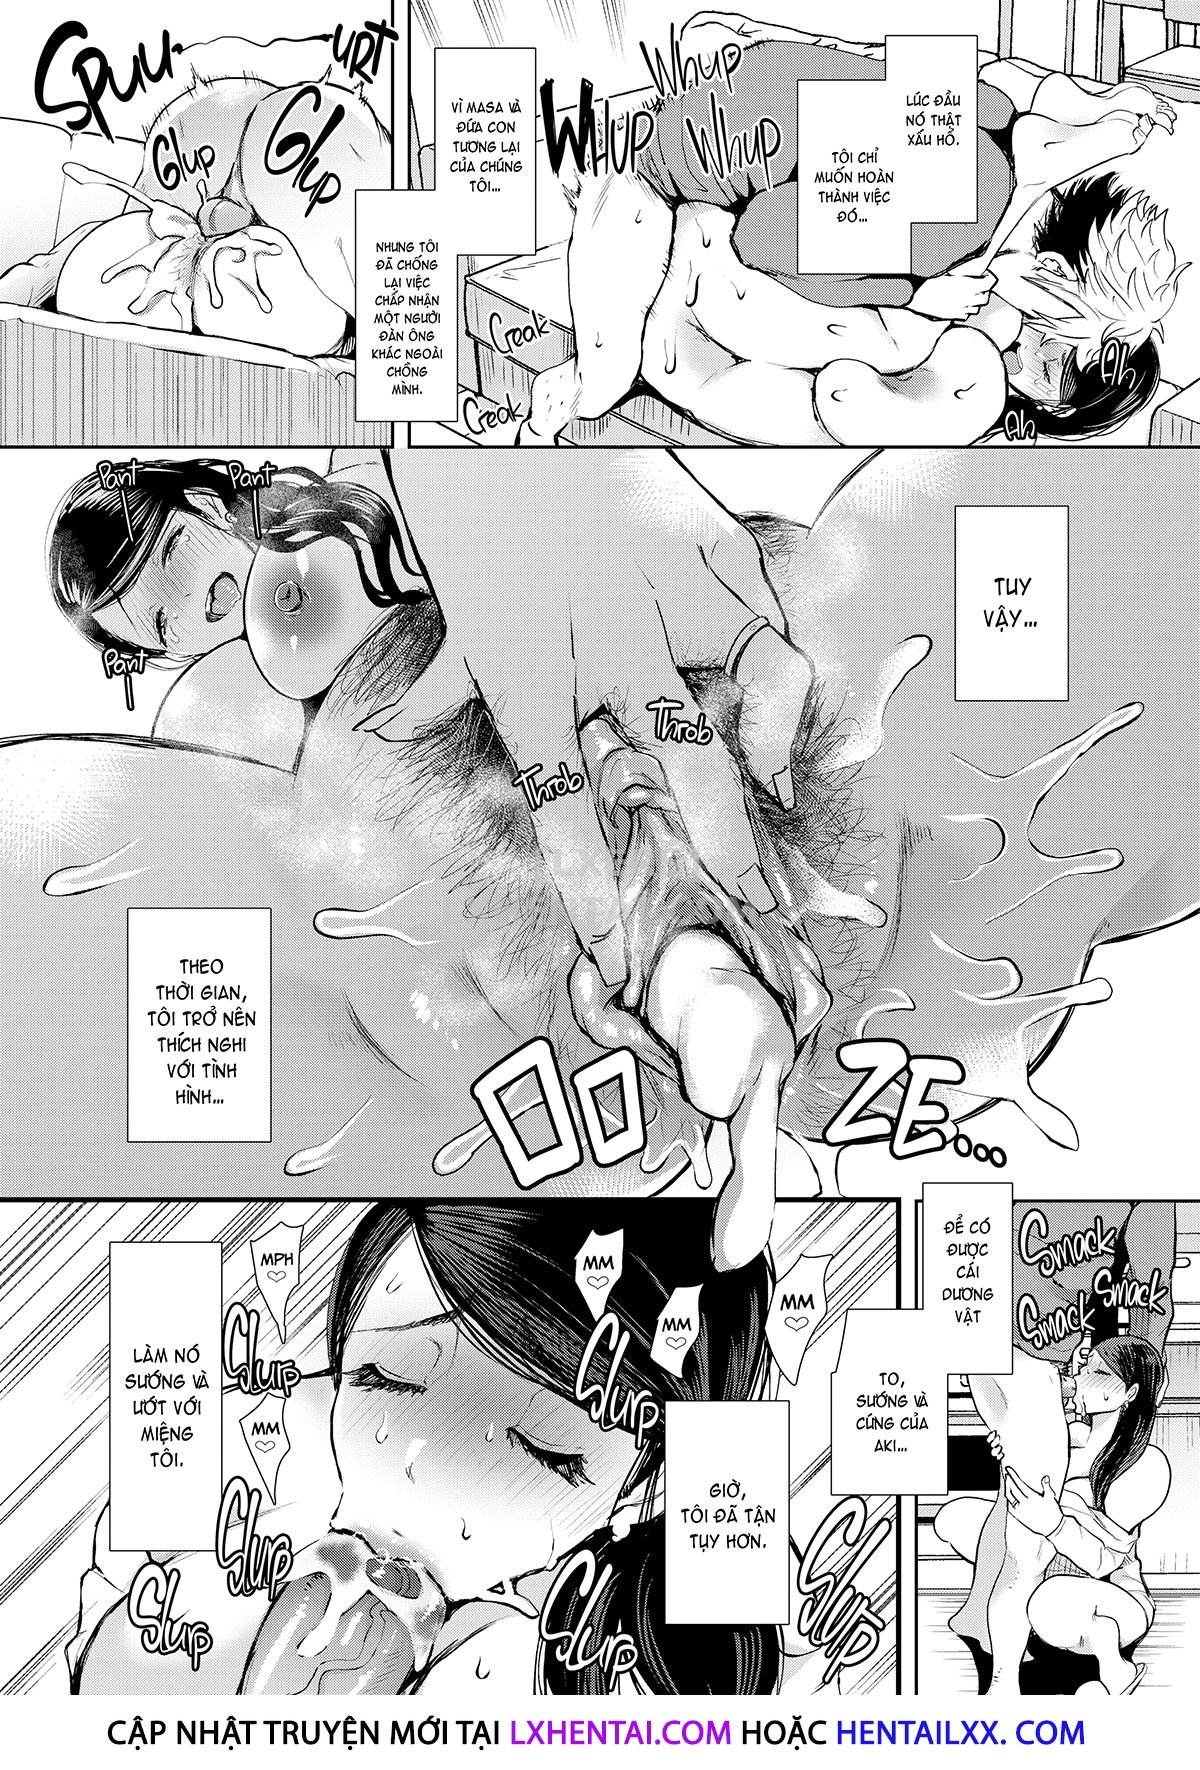 LÚC ĐẦU
NÓ THẬT
XẤU HỔ.
TÔI CHỈ
MUỐN HOÀN
THÀNH VIỆC
ĐÓ...
Whup
Whup
Whup
WHUP
Creak
Creak
Ah
Ah
VÌ MASA VÀ
ĐỨA CON
TƯƠNG LẠI
CỦA CHÚNG
TÔI...
NHƯNG TÔI
ĐÃ CHỐNG
LẠI VIỆC
CHẤP NHẬN
MỘT NGƯỜI
ĐÀN ÔNG
KHÁC NGOÀI
CHỒNG
MÌNH.
SPUU-
URT
Glup
Glup
TUY
VẬY...
Pant
Pant
Pant
Throb
Throb
THEO
THỜI GIAN,
TÔI TRỞ NÊN
THÍCH NGHI
VỚI TÌNH
HÌNH...
OO
ZE...
ĐỂ CÓ
ĐƯỢC
CÁI
DƯƠNG
VẬT
TO,
SƯỚNG VÀ
CỨNG CỦA
AKI...
Smack
Smack
Smack
GIỜ,
TÔI ĐÃ TẬN
TỤY HƠN.
MM
MM
MM
MPH
MM
Slurp
Slurp
Slurp
Slurp
Slurp
Slurp
LÀM NÓ
SƯỚNG VÀ
ƯỚT VỚI
MIỆNG
TÔI.
CẬP NHẬT TRUYỆN MỚI TẠI LXHENTAI.COM HOẶC HENTAILXX. COM